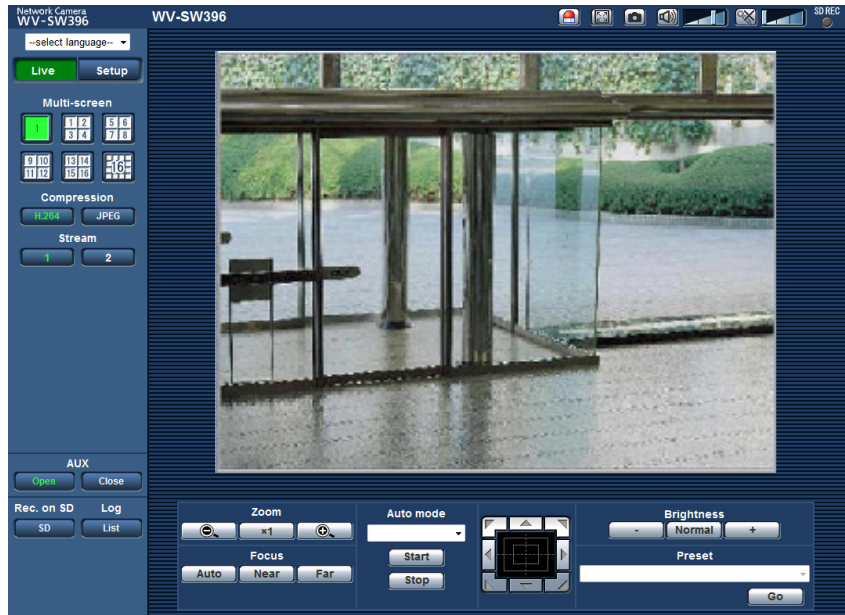 Network Camera
WV-SW396
WV-SW396
SD REC
--select language--
Live Setup
Multi-screen
1
1 2
3 4
5 6
7 8
9 10
11 12
13 14
15 16
16
Compression
H.264 JPEG
Stream
1 2
AUX
Open Close
Rec. on SD Log
SD List
Zoom
×1
Focus
Auto Near Far
Auto mode
Start
Stop
Brightness
- Normal +
Preset
Go